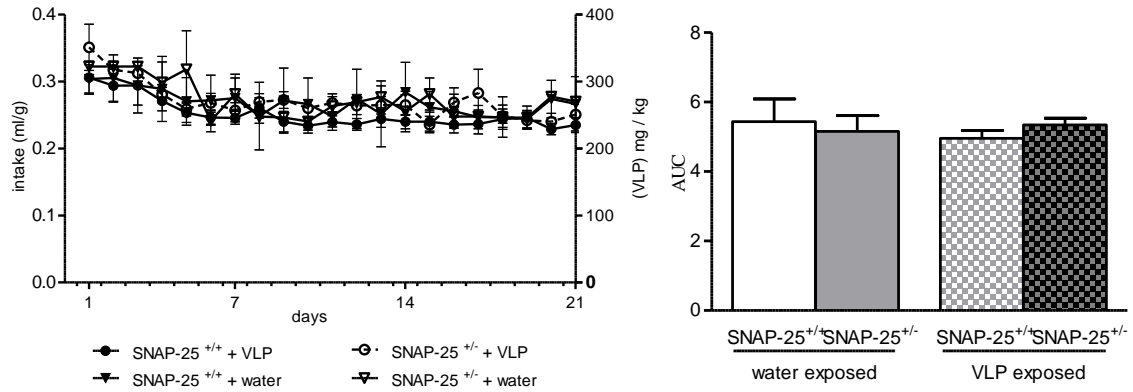 0.4
0.3
0.2
0.1
0.0
intake (ml/g)
400
300
200
100
0
(VLP) mg / kg
1 7 14 21
days
SNAP-25 +/+ + VLP
SNAP-25 +/- + VLP
SNAP-25 +/+ + water
SNAP-25 +/- + water
8
6
4
2
0
AUC
SNAP-25+/+ SNAP-25+/- SNAP-25+/+ SNAP-25+/-
water exposed VLP exposed